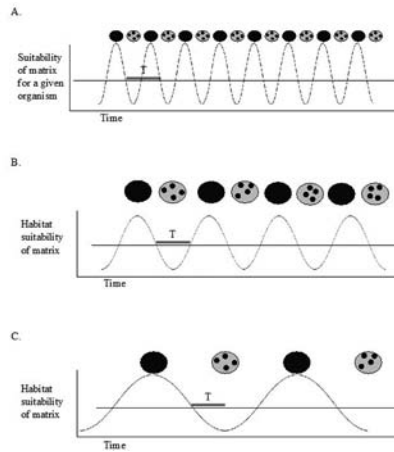 A.
Suitability
of matrix
for a given
organism
T
Time
B.
Habitat
suitability
of matrix
T
Time
C.
Habitat
suitability
of matrix
T
Time